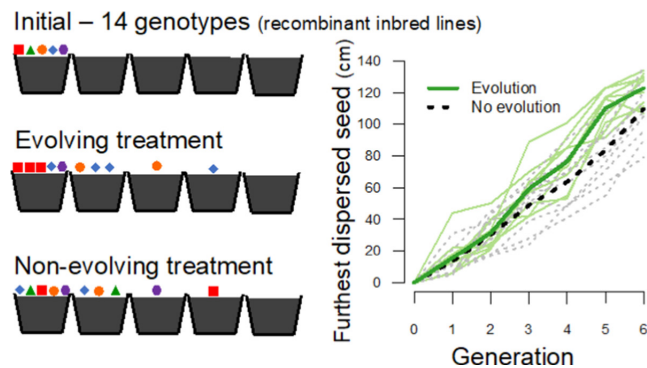 Initial – 14 genotypes (recombinant inbred lines)
Evolving treatment
Non-evolving treatment
Furthest dispersed seed (cm)
140
120
100
80
60
40
20
0
Evolution
No evolution
0 1 2 3 4 5 6
Generation